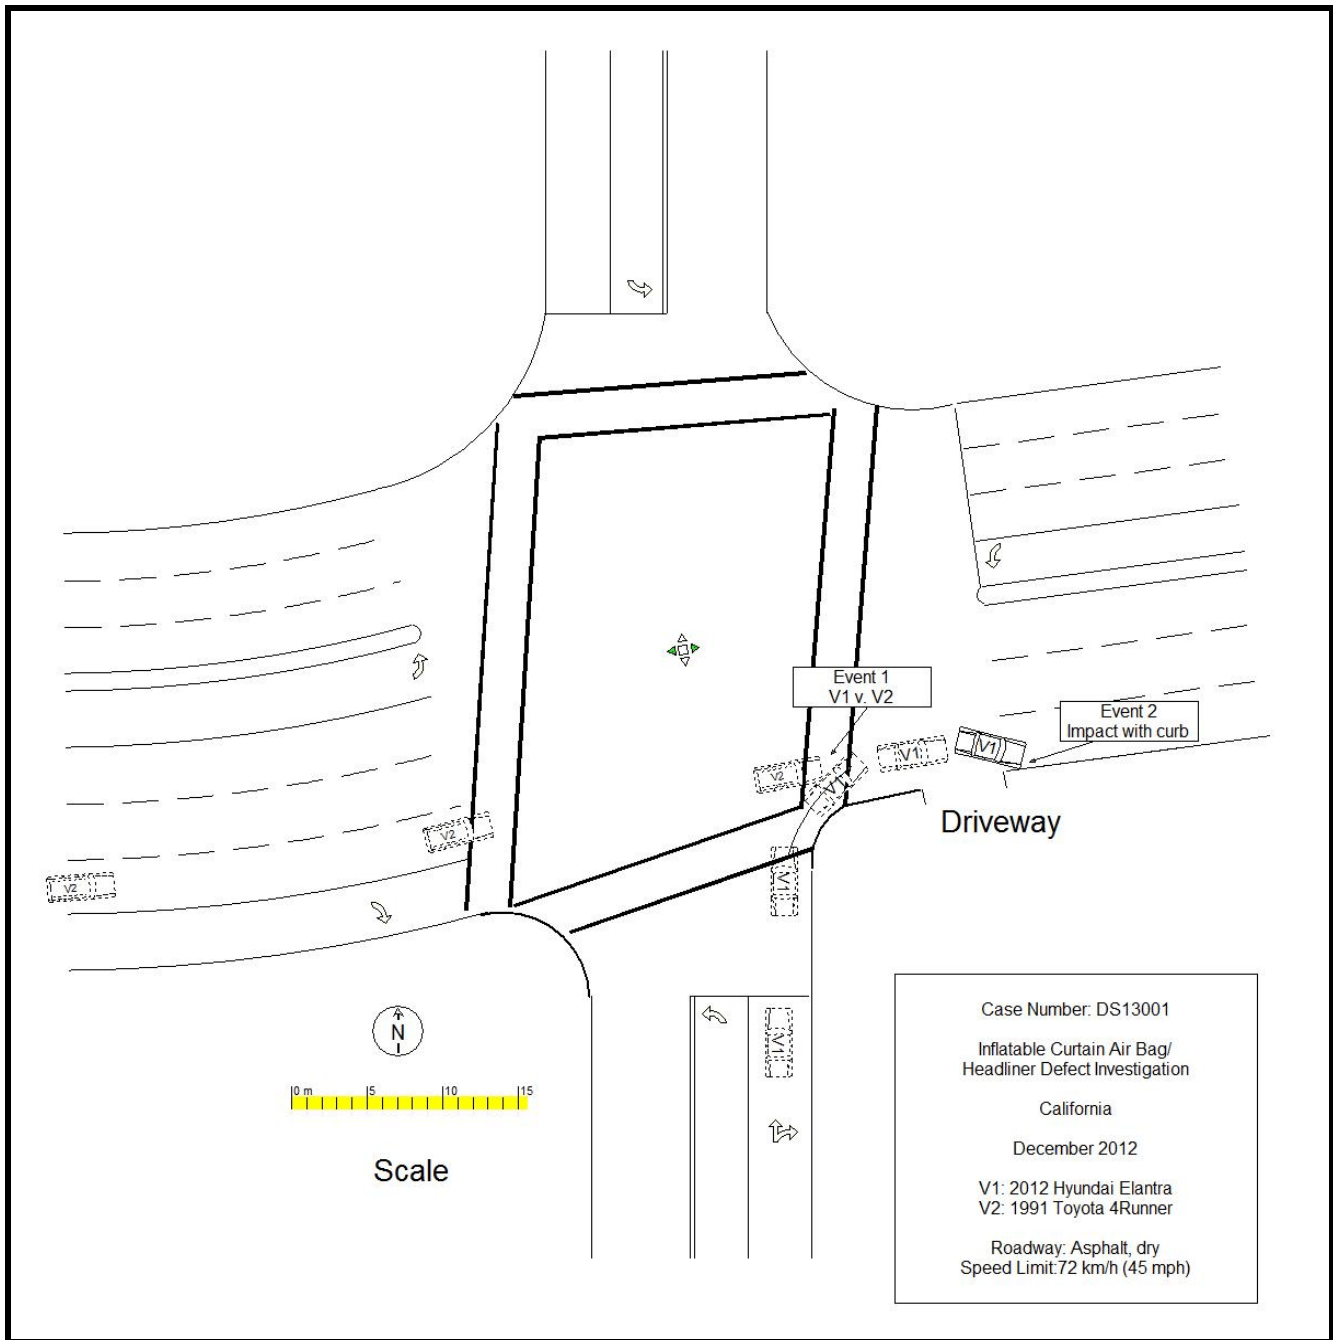 Event 1
V1 v. V2
Event 2
Impact with curb
V1
V1
V2
V1
Driveway
V2
V1
V2
N
V1
0 m
5
10
15
Scale
Case Number: DS13001
Inflatable Curtain Air Bag/
Headliner Defect Investigation
California
December 2012
V1: 2012 Hyundai Elantra
V2: 1991 Toyota 4Runner
Roadway: Asphalt, dry
Speed Limit:72 km/h (45 mph)